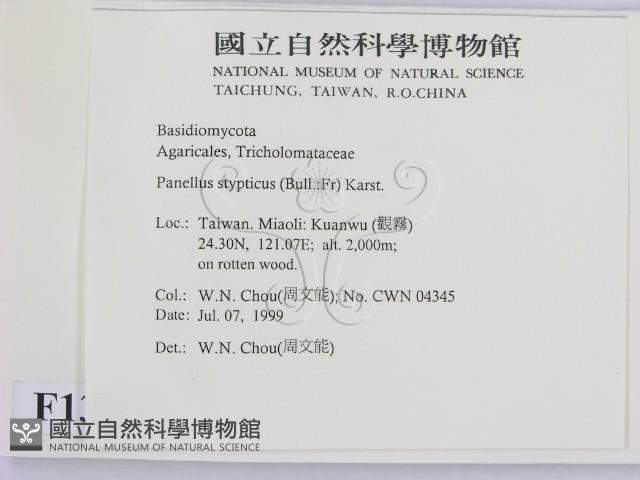 國立自然科學博物館
NATIONAL MUSEUM OF NATURAL SCIENCE
TAICHUNG, TAIWAN, R.O.CHINA
Basidiomycota
Agaricales, Tricholomataceae
Panellus stypticus (Bull.:Fr) Karst.
Loc.: Taiwan. Miaoli: Kuanwu (觀霧)
24.30N, 121.07E; alt. 2,000m;
on rotten wood.
Col.: W.N. Chou(周文能); No. CWN 04345
Date: Jul. 07, 1999
Det.: W.N. Chou(周文能)
國立自然科學博物館
NATIONAL MUSEUM OF NATURAL SCIENCE